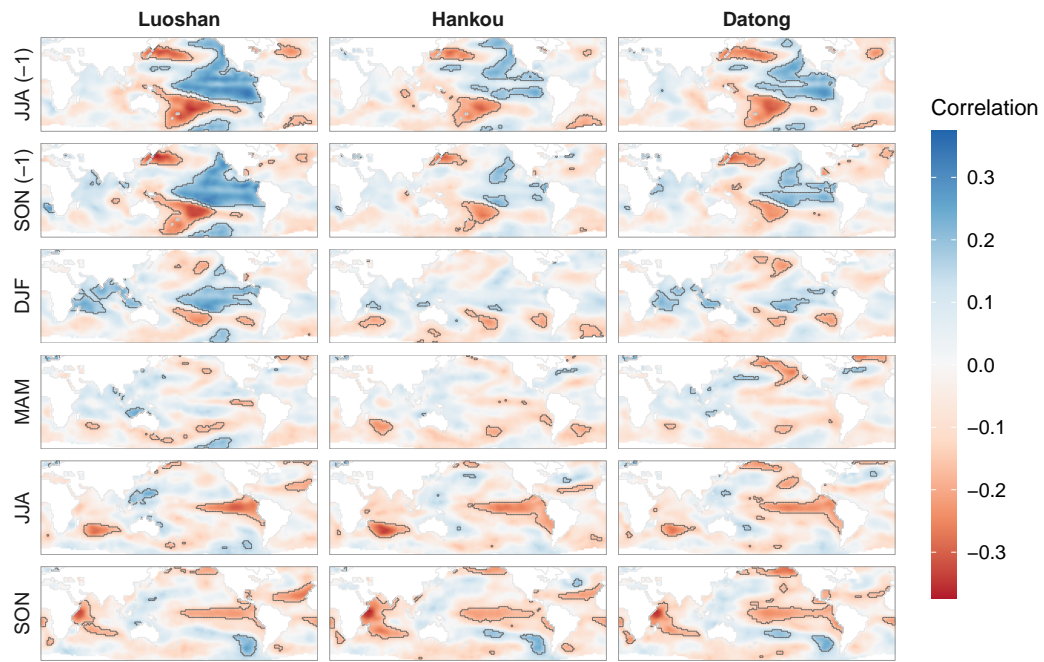 Luoshan Hankou Datong
JJA (−1)
SON (−1)
DJF
MAM
JJA
SON
Correlation
0.3
0.2
0.1
0.0
−0.1
−0.2
−0.3